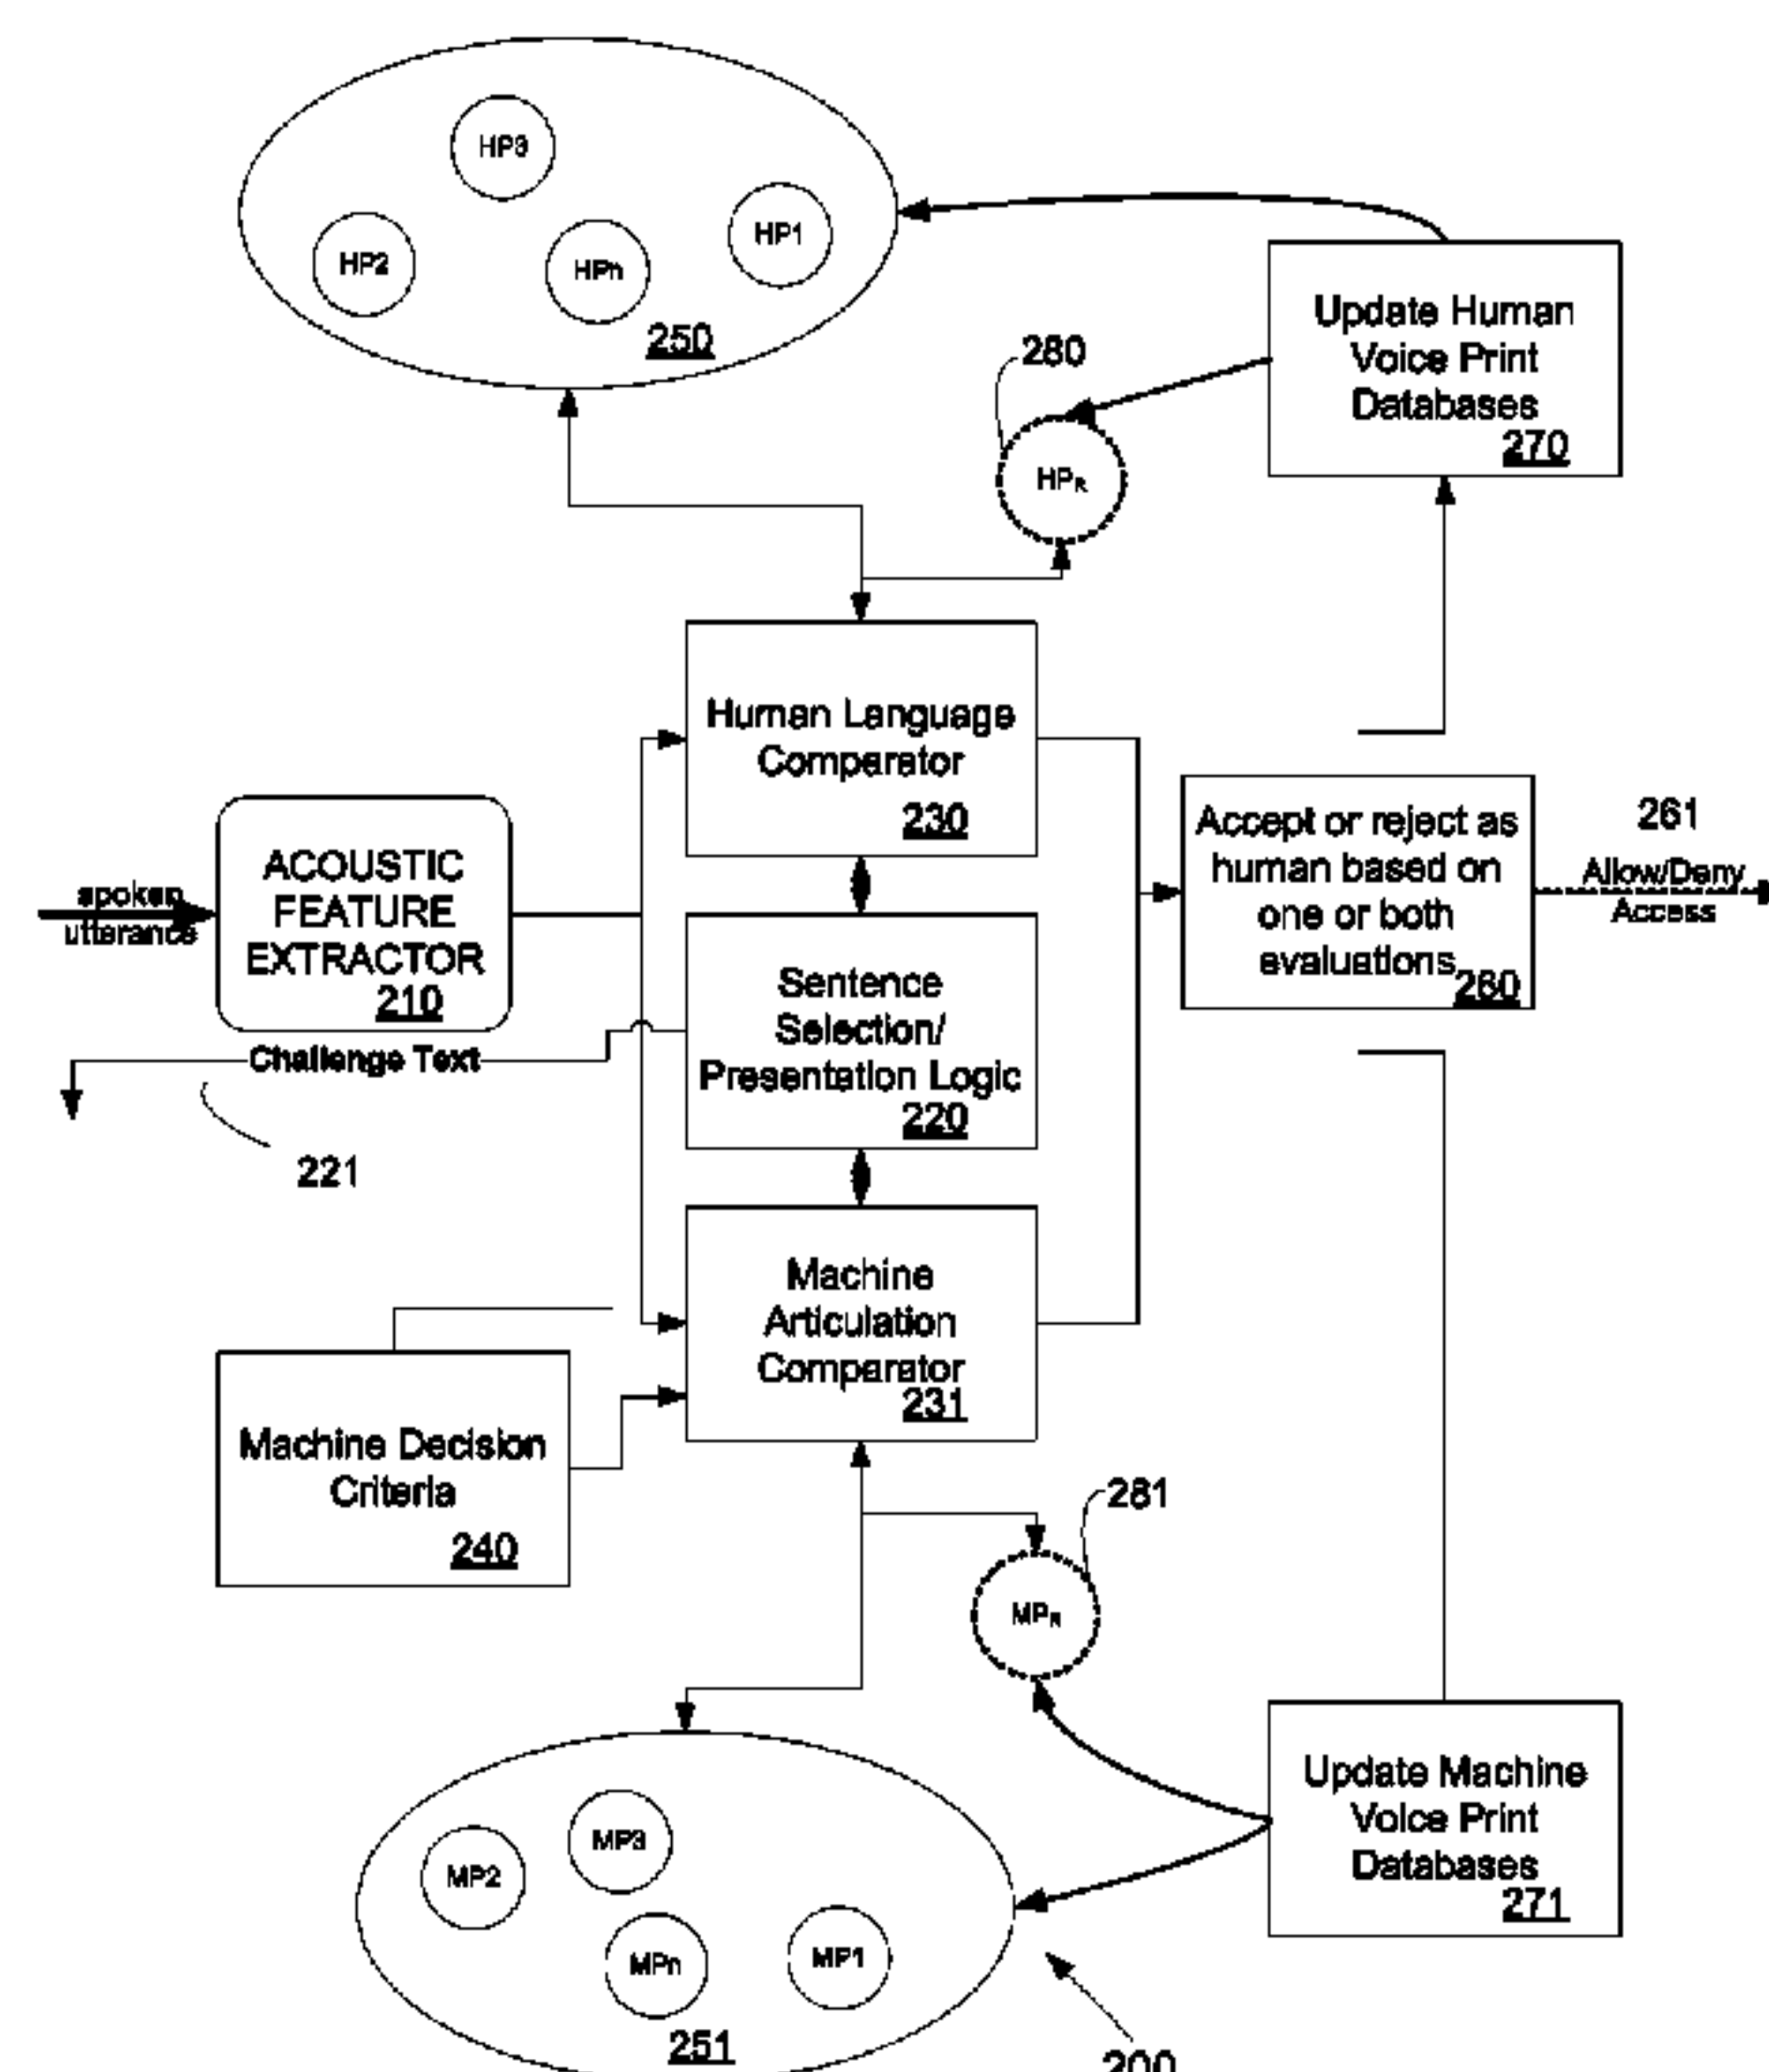 HP3
HP1
HP2
HPn
250
Update Human
Voice Print
Databases
270
280
HPR
Human Language
Comparator
230
spoken
utterance
ACOUSTIC
FEATURE
EXTRACTOR
210
Accept or reject as
human based on
one or both
evaluations
260
261
Allow/Deny
Access
Sentence
Selection/
Presentation Logic
220
Challenge Text
221
Machine
Articulation
Comparator
231
Machine Decision
Criteria
240
281
MPR
Update Machine
Voice Print
Databases
271
MP3
MP2
MPn
MP1
251
200